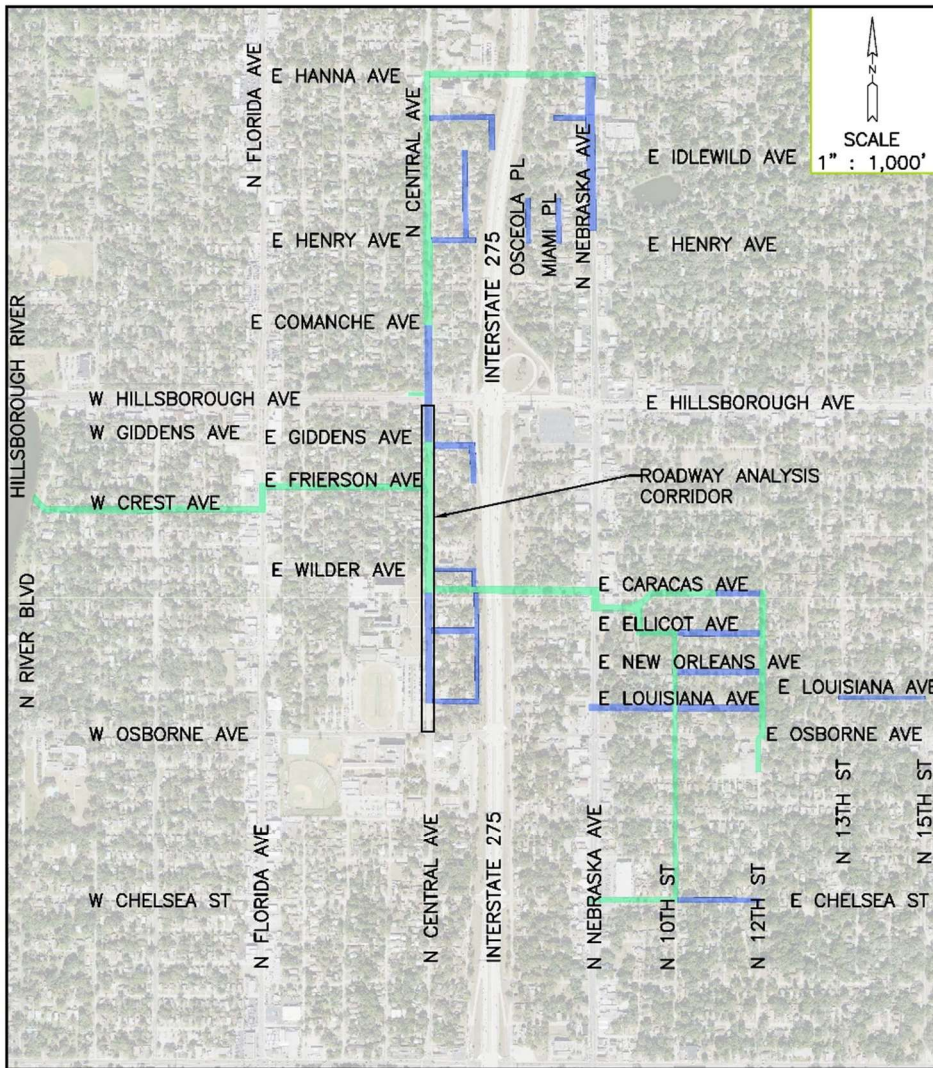 N
SCALE
1" : 1,000'
N FLORIDA AVE
E HANNA AVE
N CENTRAL AVE
E IDLEWILD AVE
OSCEOLA PL
MIAMI PL
N NEBRASKA AVE
E HENRY AVE
E HENRY AVE
INTERSTATE 275
HILLSBOROUGH RIVER
E COMANCHE AVE
W HILLSBOROUGH AVE
E HILLSBOROUGH AVE
W GIDDENS AVE
E GIDDENS AVE
E FRIERSON AVE
ROADWAY ANALYSIS
CORRIDOR
W CREST AVE
E WILDER AVE
N RIVER BLVD
E CARACAS AVE
E ELLICOT AVE
E NEW ORLEANS AVE
E LOUISIANA AVE
E LOUISIANA AVE
W OSBORNE AVE
E OSBORNE AVE
N 13TH ST
N 15TH ST
N FLORIDA AVE
N CENTRAL AVE
INTERSTATE 275
N NEBRASKA AVE
N 10TH ST
N 12TH ST
W CHELSEA ST
E CHELSEA ST